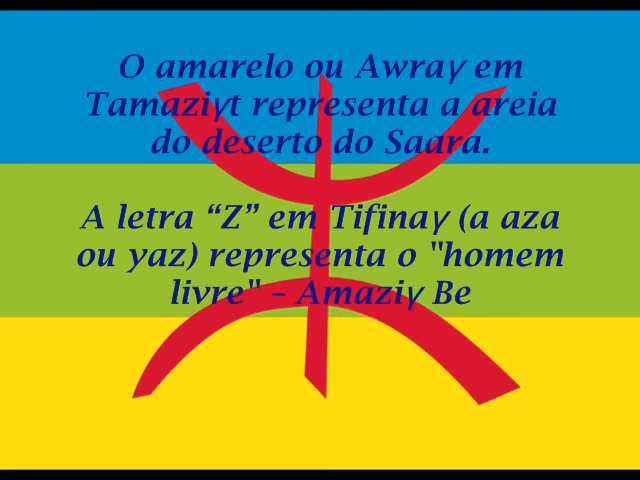 O amarelo ou Awraɣ em
Tamaziɣt representa a areia
do deserto do Saara.
A letra “Z” em Tifinaɣ (a aza
ou yaz) representa o "homem
livre" – Amaziɣ Be